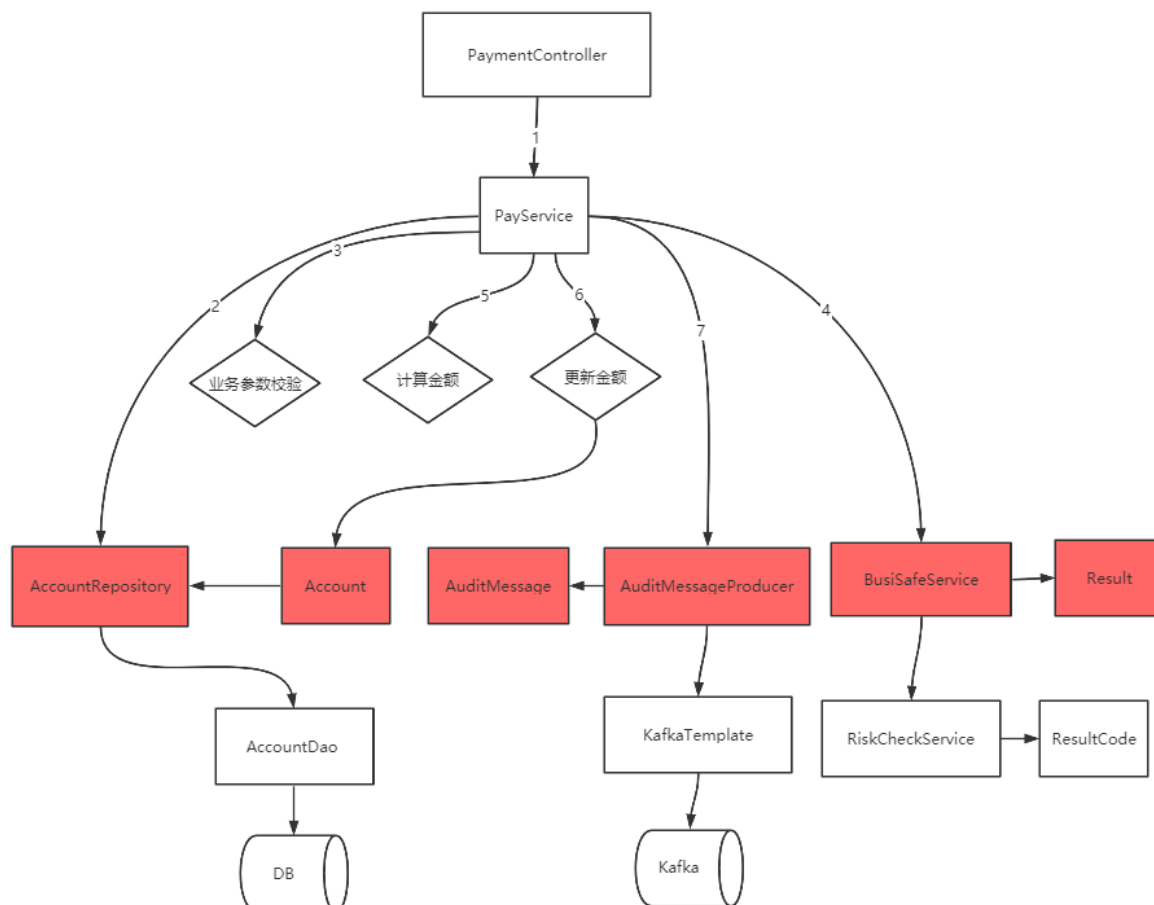 PaymentController
1
PayService
3
2
5
6
7
4
业务参数校验
计算金额
更新金额
AccountRepository
Account
AuditMessage
AuditMessageProducer
BusiSafeService
Result
AccountDao
KafkaTemplate
RiskCheckService
ResultCode
DB
Kafka